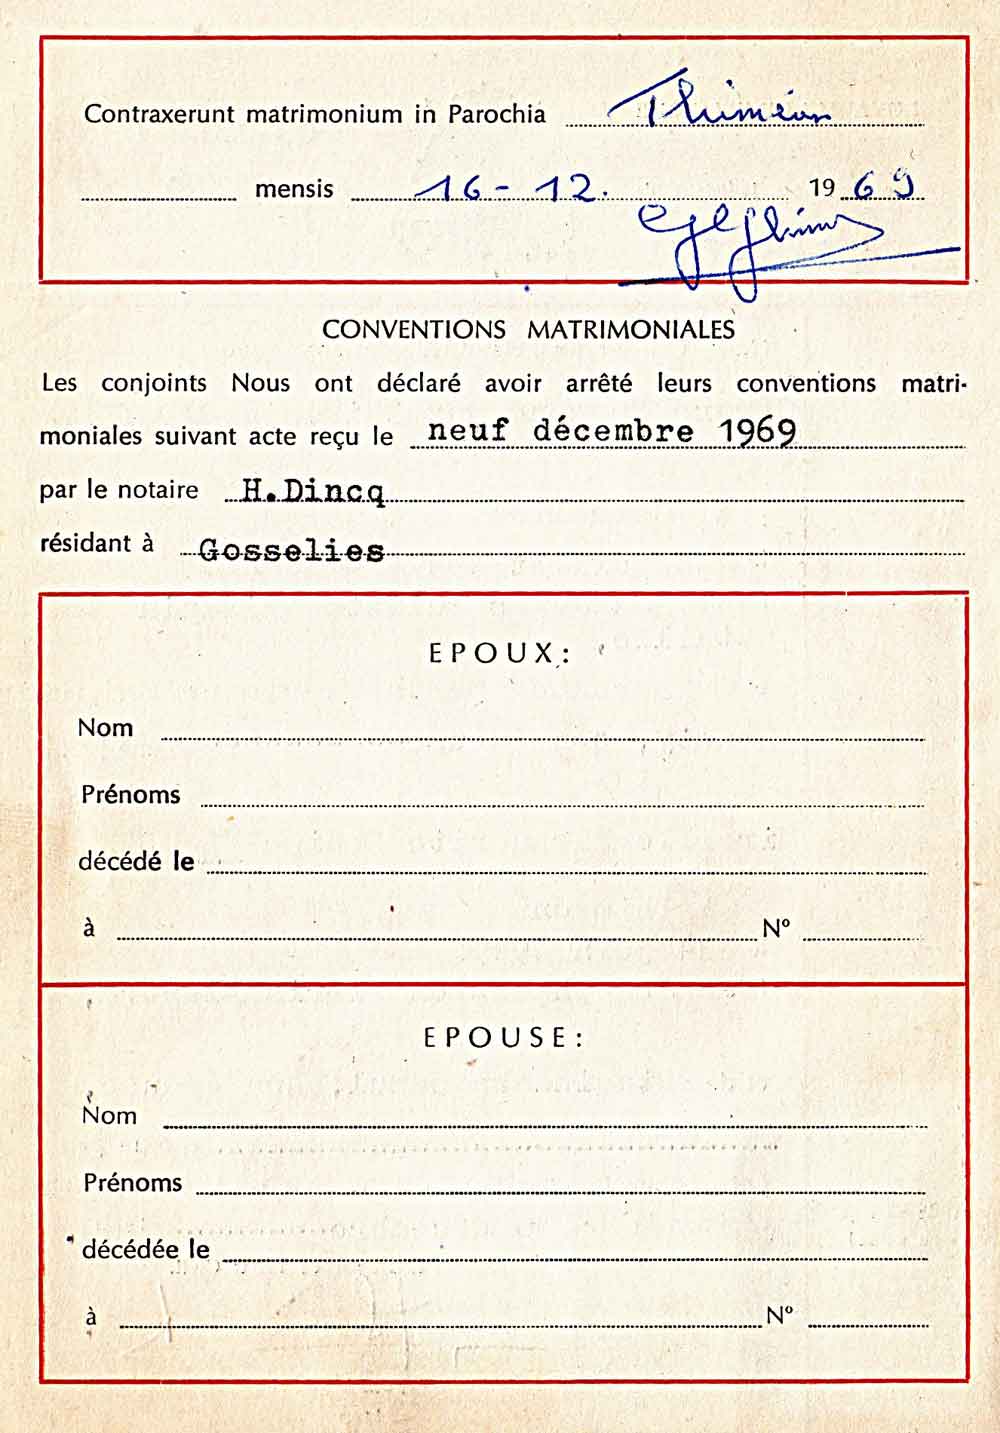 Contraxerunt matrimonium in Parochia Thiméon
mensis 16-12. 1969
CONVENTIONS MATRIMONIALES
Les conjoints Nous ont déclaré avoir arrêté leurs conventions matri-
moniales suivant acte reçu le neuf décembre 1969
par le notaire H.Dincq
résidant à Gosselies
EPOUX:
Nom
Prénoms
décédé le
à N°
EPOUSE:
Nom
Prénoms
décédée le
à N°